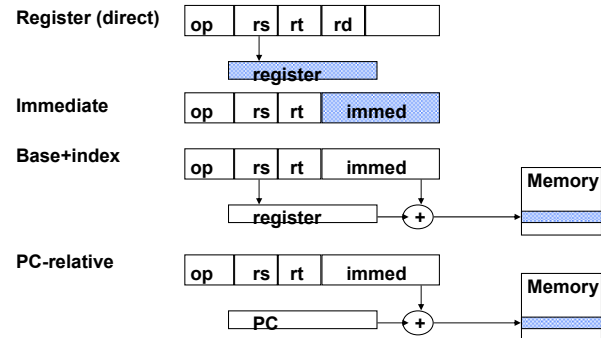 Register (direct)
op rs rt rd
register
Immediate
op rs rt immed
Base+index
op rs rt immed
Memory
register
+
PC-relative
op rs rt immed
Memory
PC
+